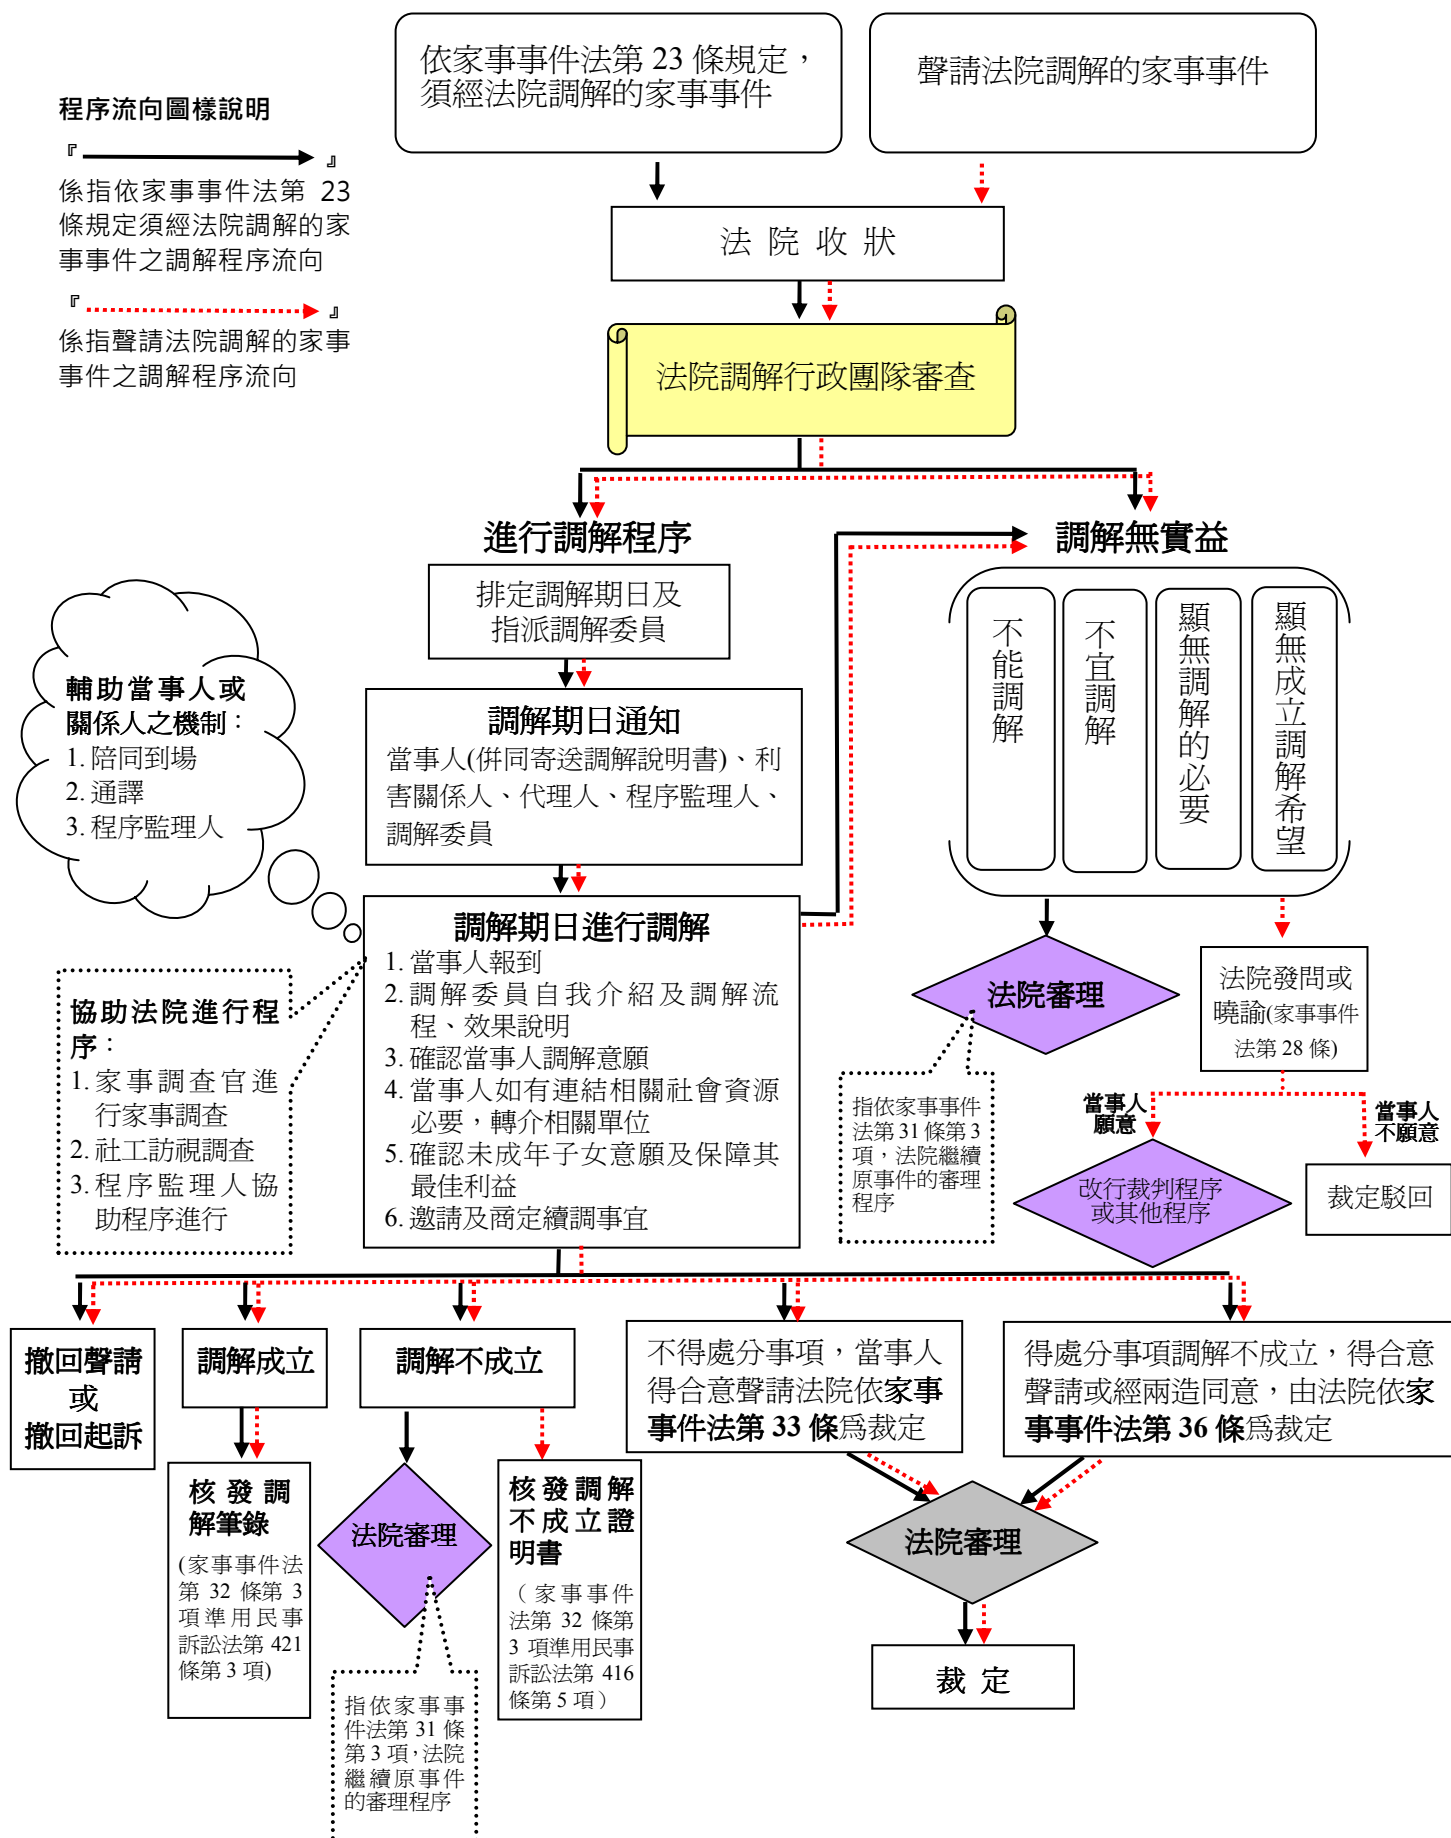 依家事事件法第 23 條規定，
須經法院調解的家事事件
聲請法院調解的家事事件
程序流向圖樣說明
『 』
係指依家事事件法第 23
條規定須經法院調解的家
事事件之調解程序流向
『 』
係指聲請法院調解的家事
事件之調解程序流向
法 院 收 狀
法院調解行政團隊審查
進行調解程序
調解無實益
排定調解期日及
指派調解委員
不能調解
不宜調解
顯無調解的必要
顯無成立調解希望
輔助當事人或
關係人之機制：
1. 陪同到場
2. 通譯
3. 程序監理人
調解期日通知
當事人(併同寄送調解說明書)、利
害關係人、代理人、程序監理人、
調解委員
調解期日進行調解
1. 當事人報到
2. 調解委員自我介紹及調解流
程、效果說明
3. 確認當事人調解意願
4. 當事人如有連結相關社會資源
必要，轉介相關單位
5. 確認未成年子女意願及保障其
最佳利益
6. 邀請及商定續調事宜
協助法院進行程
序：
1. 家事調查官進
行家事調查
2. 社工訪視調查
3. 程序監理人協
助程序進行
法院審理
指依家事事件
法第 31 條第 3
項，法院繼續
原事件的審理
程序
法院發問或
曉諭(家事事件
法第 28 條)
當事人
願意
當事人
不願意
改行裁判程序
或其他程序
裁定駁回
撤回聲請
或
撤回起訴
調解成立
調解不成立
不得處分事項，當事人
得合意聲請法院依家事
事件法第 33 條為裁定
得處分事項調解不成立，得合意
聲請或經兩造同意，由法院依家
事事件法第 36 條為裁定
核發調
解筆錄
(家事事件法
第 32 條第 3
項準用民事
訴訟法第 421
條第 3 項)
法院審理
指依家事事
件法第 31 條
第 3 項，法院
繼續原事件
的審理程序
核發調解
不成立證
明書
（家事事件
法第 32 條第
3 項準用民事
訴訟法第 416
條第 5 項）
法院審理
裁 定